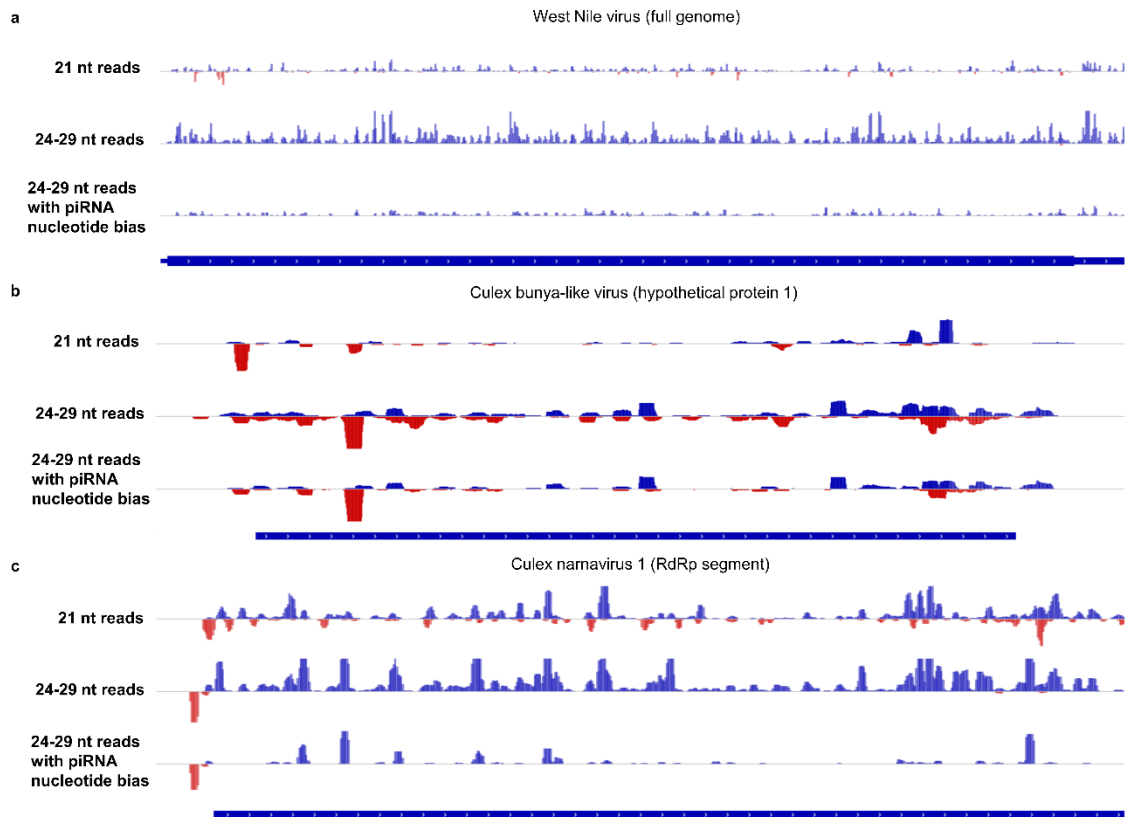 a
West Nile virus (full genome)
21 nt reads
24-29 nt reads
24-29 nt reads
with piRNA
nucleotide bias
b
Culex bunya-like virus (hypothetical protein 1)
21 nt reads
24-29 nt reads
24-29 nt reads
with piRNA
nucleotide bias
c
Culex narnavirus 1 (RdRp segment)
21 nt reads
24-29 nt reads
24-29 nt reads
with piRNA
nucleotide bias